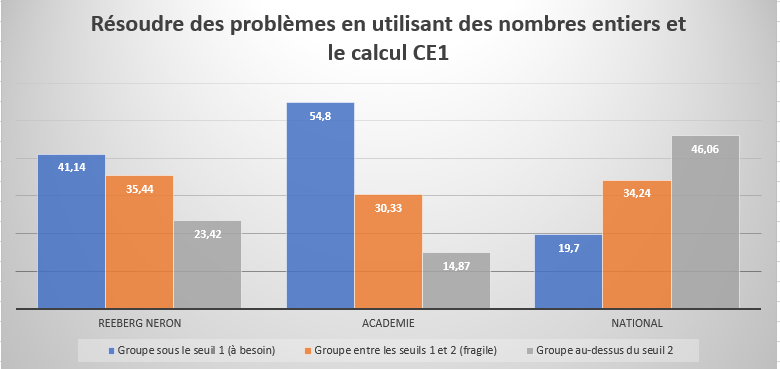 Résoudre des problèmes en utilisant des nombres entiers et
le calcul CE1
41,14
35,44
23,42
54,8
30,33
14,87
19,7
34,24
46,06
REEBERG NERON
ACADEMIE
NATIONAL
Groupe sous le seuil 1 (à besoin)
Groupe entre les seuils 1 et 2 (fragile)
Groupe au-dessus du seuil 2